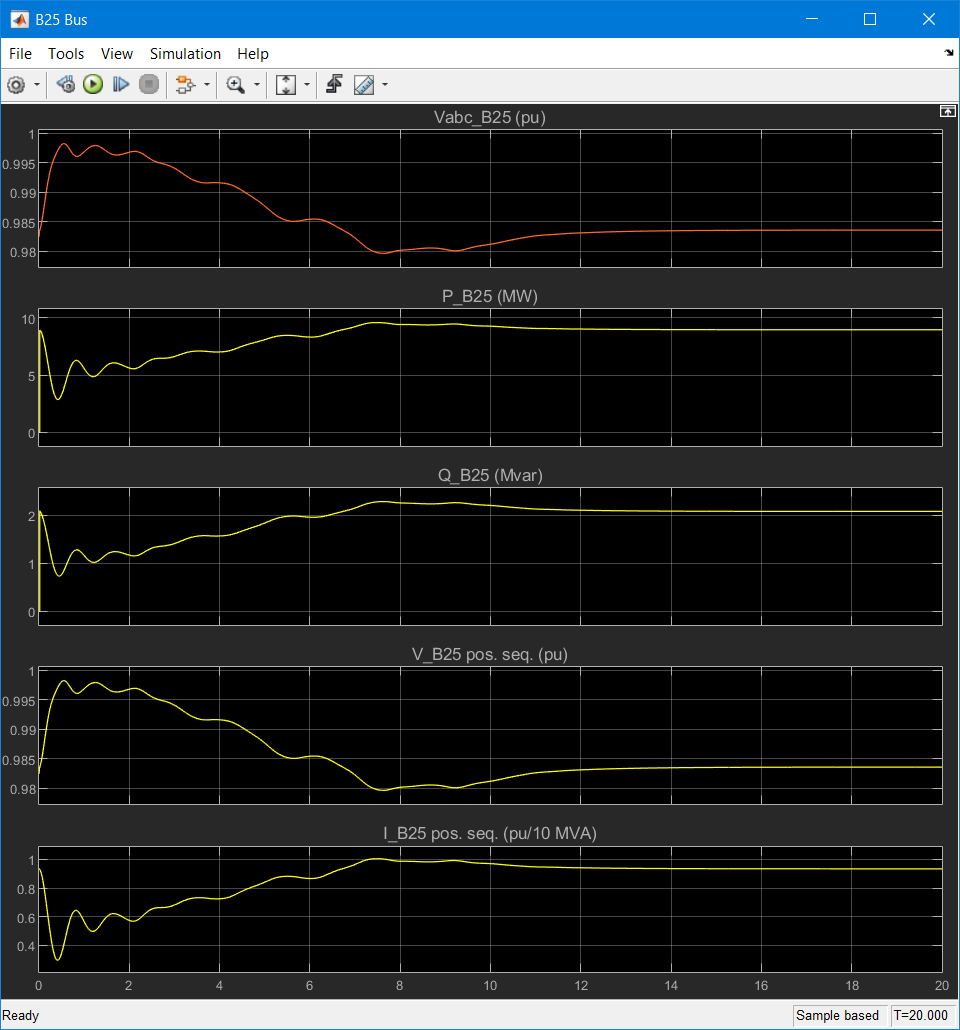 B25 Bus
File Tools View Simulation Help
Vabc_B25 (pu)
1
0.995
0.99
0.985
0.98
P_B25 (MW)
10
5
0
Q_B25 (Mvar)
2
1
0
V_B25 pos. seq. (pu)
1
0.995
0.99
0.985
0.98
I_B25 pos. seq. (pu/10 MVA)
1
0.8
0.6
0.4
0 2 4 6 8 10 12 14 16 18 20
Ready Sample based T=20.000